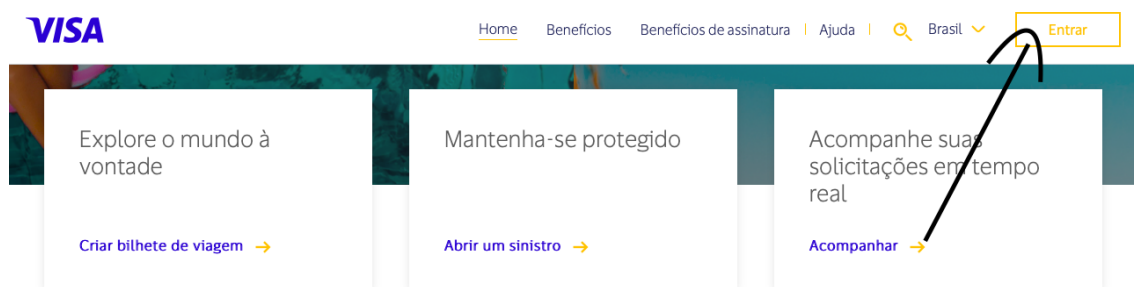 VISA
Home Benefícios Benefícios de assinatura Ajuda Brasil Entrar
Explore o mundo à
vontade
Criar bilhete de viagem →
Mantenha-se protegido
Abrir um sinistro →
Acompanhe suas
solicitações em tempo
real
Acompanhar →